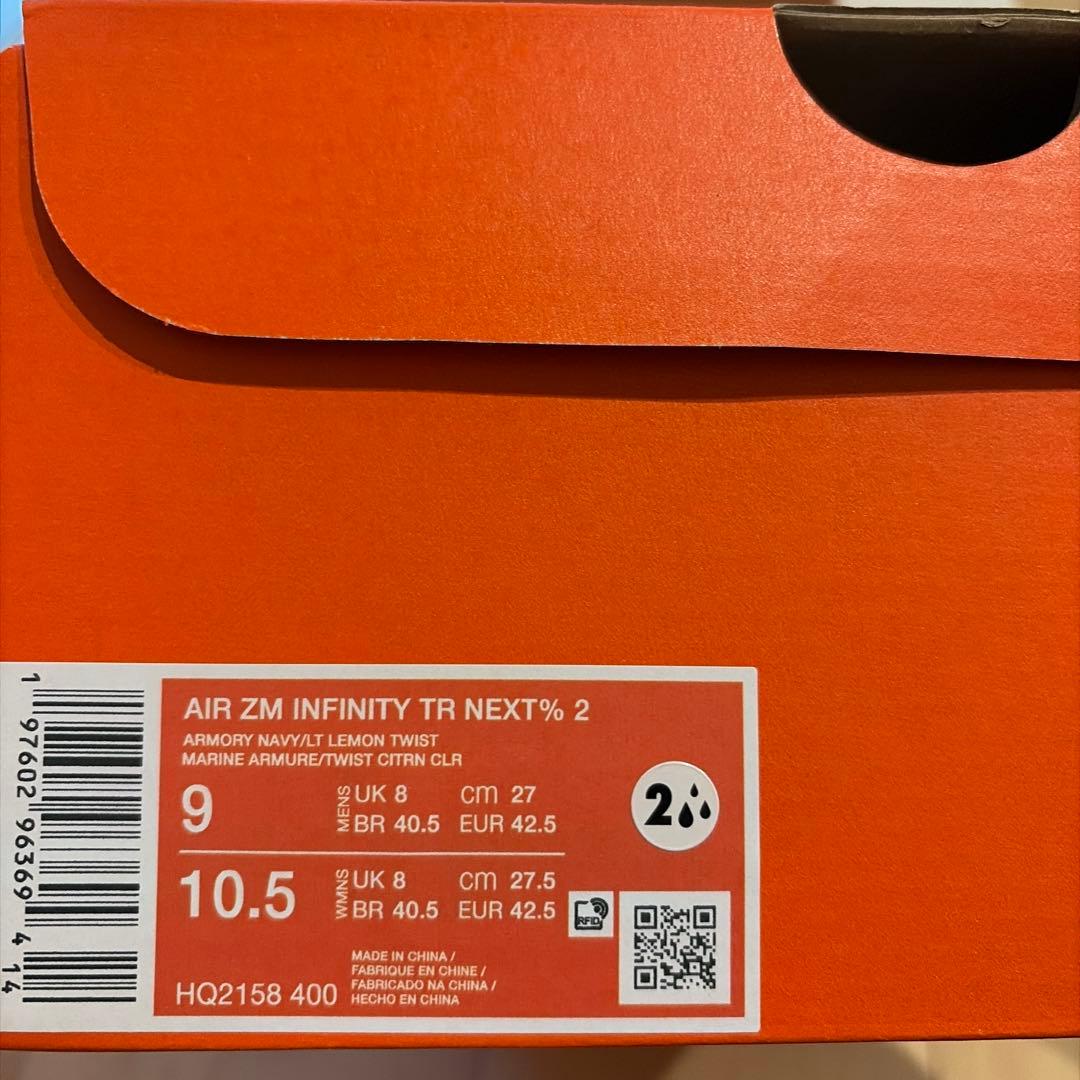 AIR ZM INFINITY TR NEXT% 2
ARMORY NAVY/LT LEMON TWIST
MARINE ARMURE/TWIST CITRN CLR
9 MENS UK 8 cm 27
BR 40.5 EUR 42.5
10.5 WMNS UK 8 cm 27.5
BR 40.5 EUR 42.5
2
RFID
MADE IN CHINA /
FABRIQUE EN CHINE /
FABRICADO NA CHINA /
HECHO EN CHINA
HQ2158 400
1 97602 96369 4 14